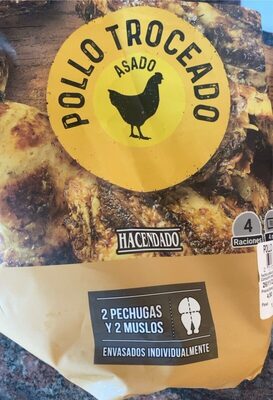 POLLO TROCEADO
ASADO
HACENDADO
4
Raciones
2 PECHUGAS
Y 2 MUSLOS
ENVASADOS INDIVIDUALMENTE